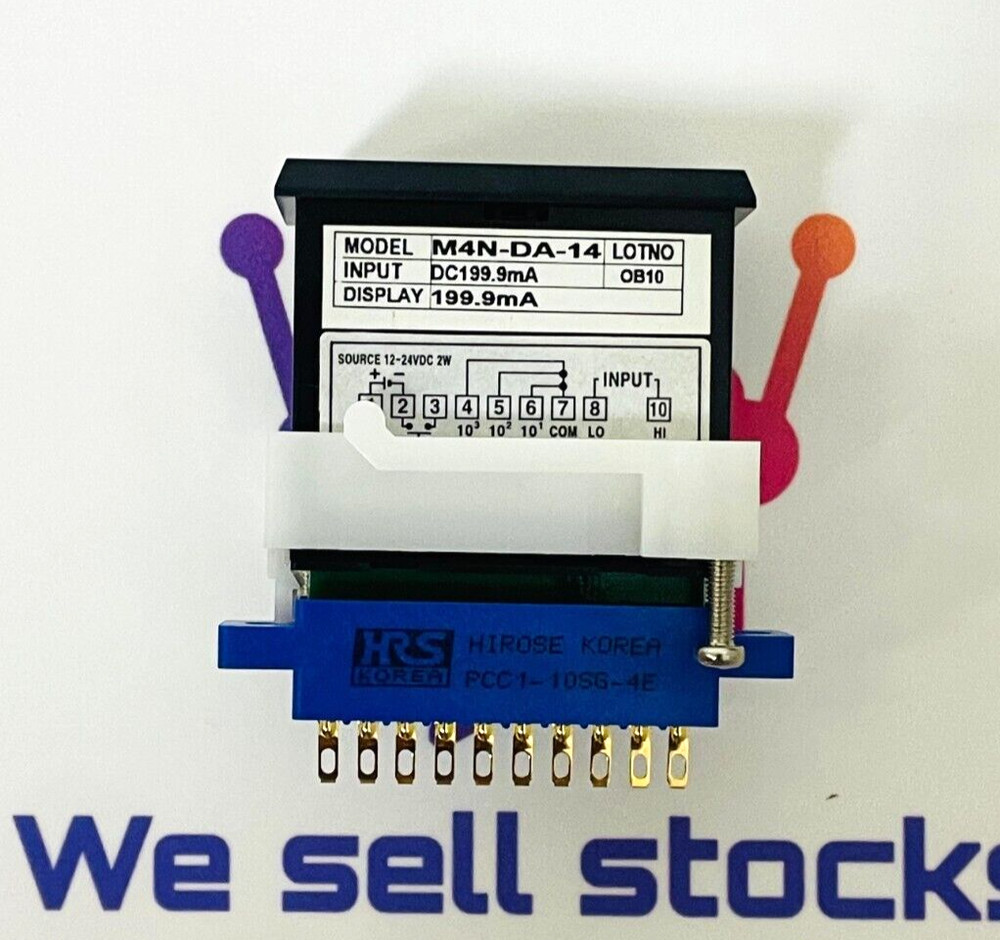 MODEL M4N-DA-14 LOTNO
INPUT DC199.9mA OB10
DISPLAY 199.9mA
SOURCE 12-24VDC 2W
+ −
INPUT
2 3 4 5 6 7 8 10
10³ 10² 10¹ COM LO HI
HRS HIROSE KOREA
KOREA PCC1-10SG-4E
We sell stocks